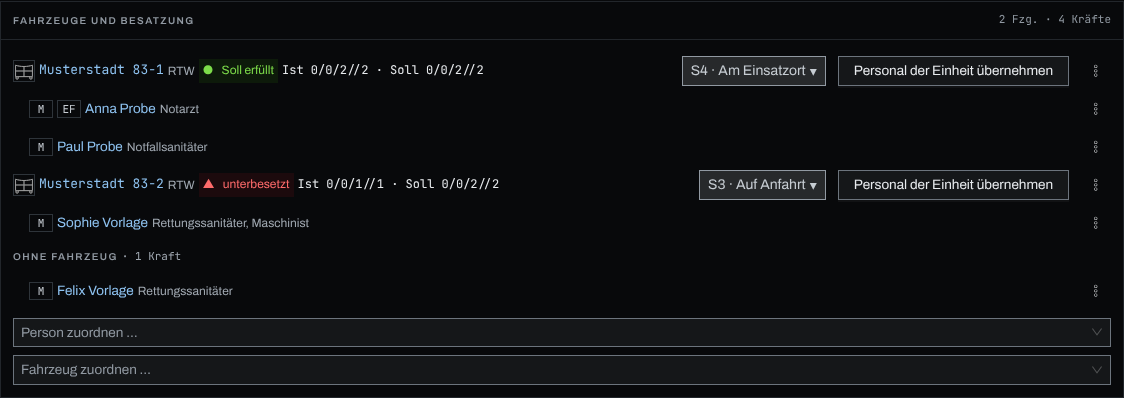 FAHRZEUGE UND BESATZUNG 2 Fzg. · 4 Kräfte
Musterstadt 83-1 RTW Soll erfüllt Ist 0/0/2//2 · Soll 0/0/2//2 S4 · Am Einsatzort Personal der Einheit übernehmen
M EF Anna Probe Notarzt
M Paul Probe Notfallsanitäter
Musterstadt 83-2 RTW unterbesetzt Ist 0/0/1//1 · Soll 0/0/2//2 S3 · Auf Anfahrt Personal der Einheit übernehmen
M Sophie Vorlage Rettungssanitäter, Maschinist
OHNE FAHRZEUG · 1 Kraft
M Felix Vorlage Rettungssanitäter
Person zuordnen ...
Fahrzeug zuordnen ...